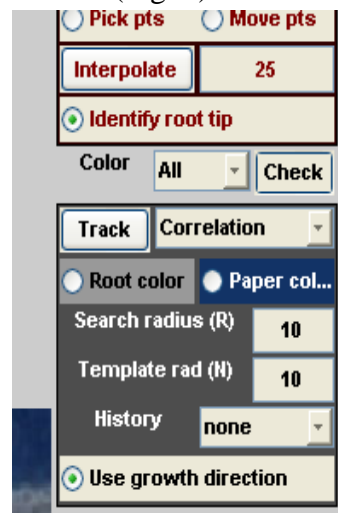 Pick pts Move pts
Interpolate 25
Identify root tip
Color All Check
Track Correlation
Root color Paper col...
Search radius (R) 10
Template rad (N) 10
History none
Use growth direction